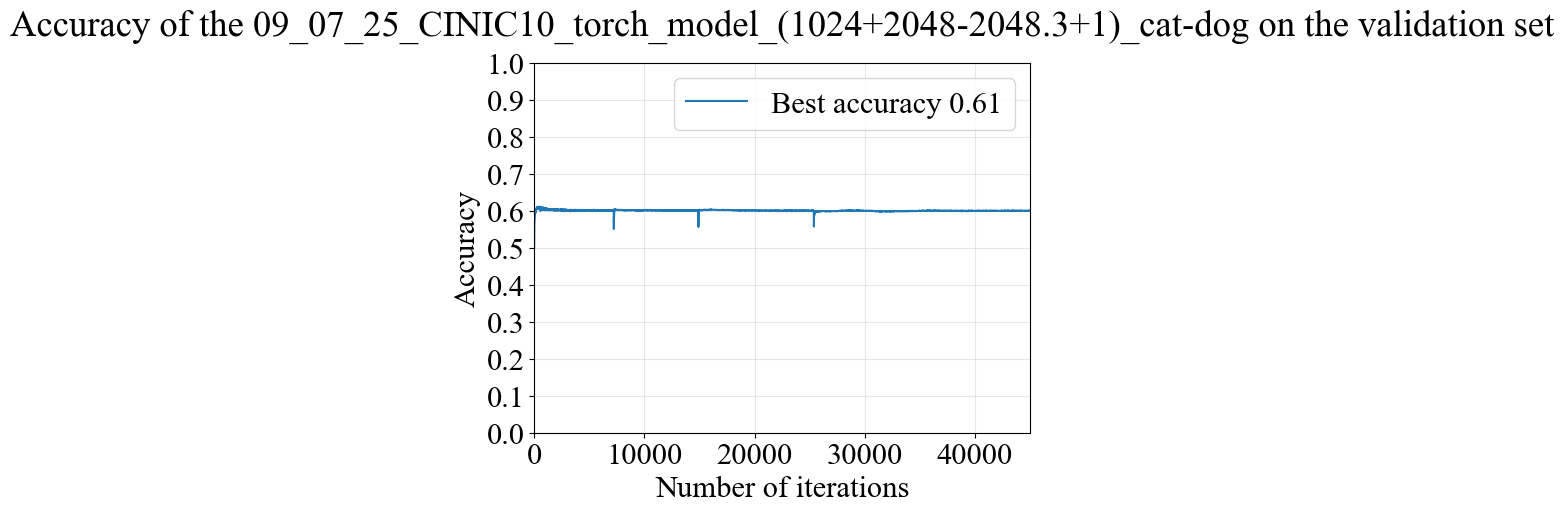 Accuracy of the 09_07_25_CINIC10_torch_model_(1024+2048-2048.3+1)_cat-dog on the validation set
Best accuracy 0.61
Accuracy
1.0
0.9
0.8
0.7
0.6
0.5
0.4
0.3
0.2
0.1
0.0
0 10000 20000 30000 40000
Number of iterations